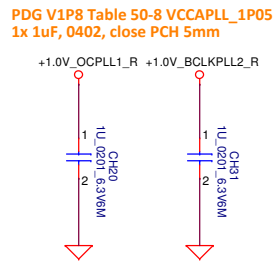 PDG V1P8 Table 50-8 VCCAPLL_1P05
1x 1uF, 0402, close PCH 5mm
+1.0V_OCPLL1_R +1.0V_BCLKPLL2_R
1
2
CH20
1U_0201_6.3V6M
1
2
CH31
1U_0201_6.3V6M